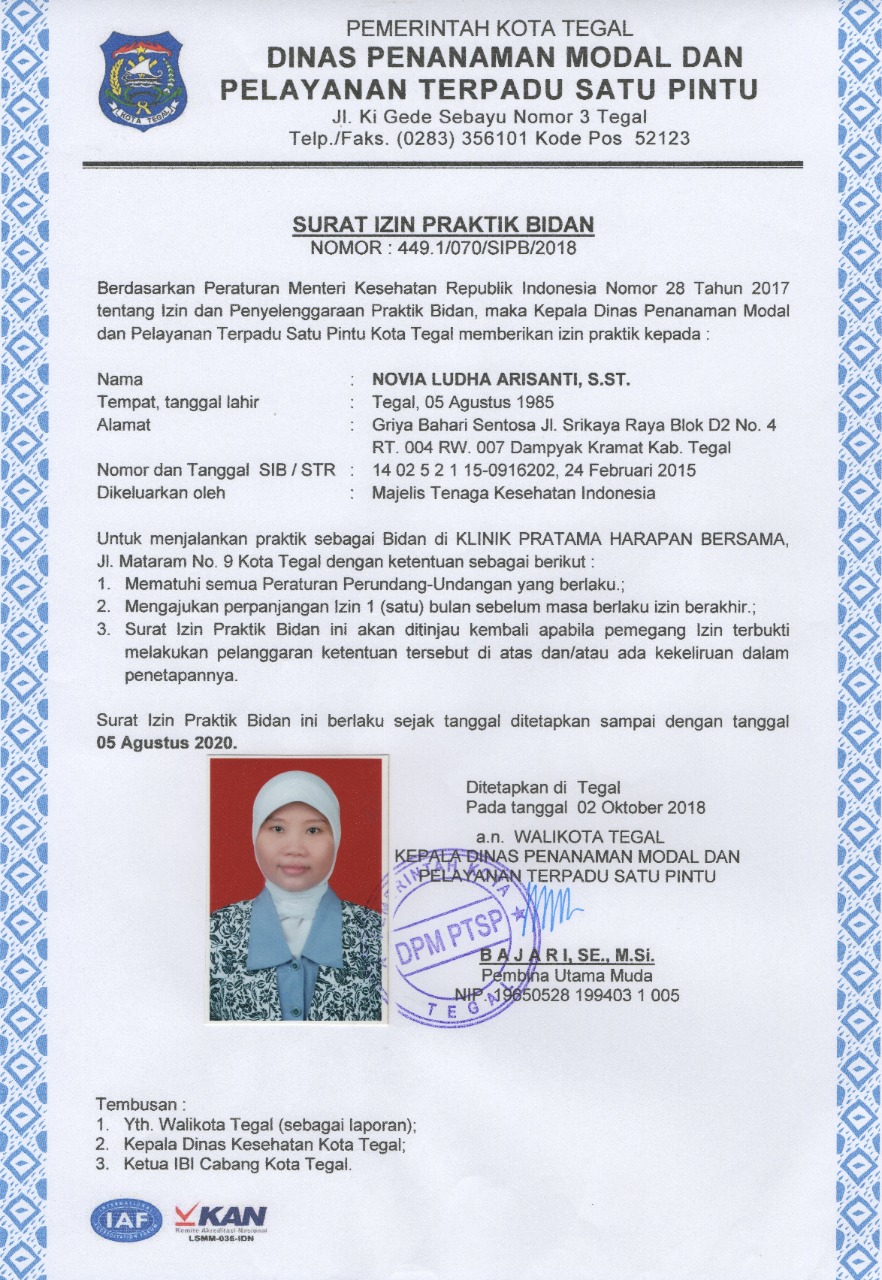 PEMERINTAH KOTA TEGAL
DINAS PENANAMAN MODAL DAN
PELAYANAN TERPADU SATU PINTU
Jl. Ki Gede Sebayu Nomor 3 Tegal
Telp./Faks. (0283) 356101 Kode Pos 52123
KOTA TEGAL
SURAT IZIN PRAKTIK BIDAN
NOMOR : 449.1/070/SIPB/2018
Berdasarkan Peraturan Menteri Kesehatan Republik Indonesia Nomor 28 Tahun 2017
tentang Izin dan Penyelenggaraan Praktik Bidan, maka Kepala Dinas Penanaman Modal
dan Pelayanan Terpadu Satu Pintu Kota Tegal memberikan izin praktik kepada :
Nama : NOVIA LUDHA ARISANTI, S.ST.
Tempat, tanggal lahir : Tegal, 05 Agustus 1985
Alamat : Griya Bahari Sentosa Jl. Srikaya Raya Blok D2 No. 4
RT. 004 RW. 007 Dampyak Kramat Kab. Tegal
Nomor dan Tanggal SIB / STR : 14 02 5 2 1 15-0916202, 24 Februari 2015
Dikeluarkan oleh : Majelis Tenaga Kesehatan Indonesia
Untuk menjalankan praktik sebagai Bidan di KLINIK PRATAMA HARAPAN BERSAMA,
Jl. Mataram No. 9 Kota Tegal dengan ketentuan sebagai berikut :
1. Mematuhi semua Peraturan Perundang-Undangan yang berlaku.;
2. Mengajukan perpanjangan Izin 1 (satu) bulan sebelum masa berlaku izin berakhir.;
3. Surat Izin Praktik Bidan ini akan ditinjau kembali apabila pemegang Izin terbukti
melakukan pelanggaran ketentuan tersebut di atas dan/atau ada kekeliruan dalam
penetapannya.
Surat Izin Praktik Bidan ini berlaku sejak tanggal ditetapkan sampai dengan tanggal
05 Agustus 2020.
Ditetapkan di Tegal
Pada tanggal 02 Oktober 2018
a.n. WALIKOTA TEGAL
KEPALA DINAS PENANAMAN MODAL DAN
PELAYANAN TERPADU SATU PINTU
PEMERINTAH KOTA
DPM PTSP
TEGAL
B A J A R I, SE., M.Si.
Pembina Utama Muda
NIP. 19650528 199403 1 005
Tembusan :
1. Yth. Walikota Tegal (sebagai laporan);
2. Kepala Dinas Kesehatan Kota Tegal;
3. Ketua IBI Cabang Kota Tegal.
IAF
KAN
Komite Akreditasi Nasional
LSMM-036-IDN